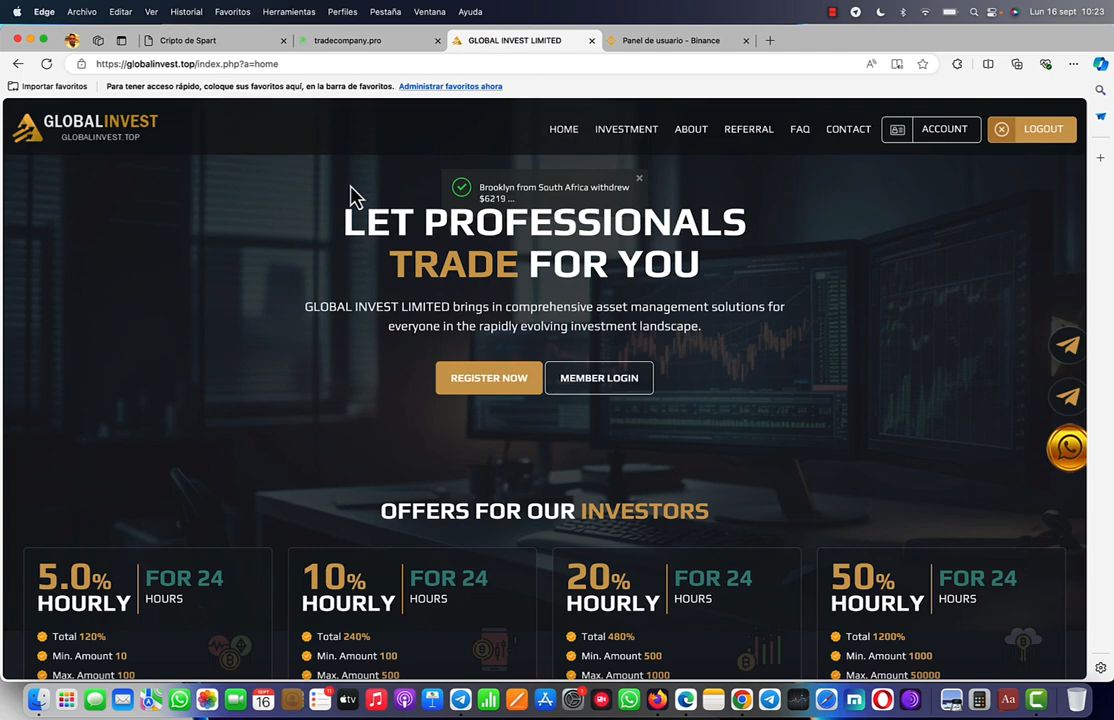 Edge Archivo Editar Ver Historial Favoritos Herramientas Perfiles Pestaña Ventana Ayuda Lun 16 sept 10:23
Cripto de Spart tradecompany.pro GLOBAL INVEST LIMITED Panel de usuario - Binance
https://globalinvest.top/index.php?a=home
Importar favoritos Para tener acceso rápido, coloque sus favoritos aquí, en la barra de favoritos. Administrar favoritos ahora
GLOBALINVEST
GLOBALINVEST.TOP
HOME INVESTMENT ABOUT REFERRAL FAQ CONTACT ACCOUNT LOGOUT
Brooklyn from South Africa withdrew
$6219 ...
LET PROFESSIONALS
TRADE FOR YOU
GLOBAL INVEST LIMITED brings in comprehensive asset management solutions for
everyone in the rapidly evolving investment landscape.
REGISTER NOW MEMBER LOGIN
OFFERS FOR OUR INVESTORS
5.0% HOURLY
FOR 24 HOURS
Total 120%
Min. Amount 10
Max. Amount 100
10% HOURLY
FOR 24 HOURS
Total 240%
Min. Amount 100
Max. Amount 500
20% HOURLY
FOR 24 HOURS
Total 480%
Min. Amount 500
Max. Amount 1000
50% HOURLY
FOR 24 HOURS
Total 1200%
Min. Amount 1000
Max. Amount 50000